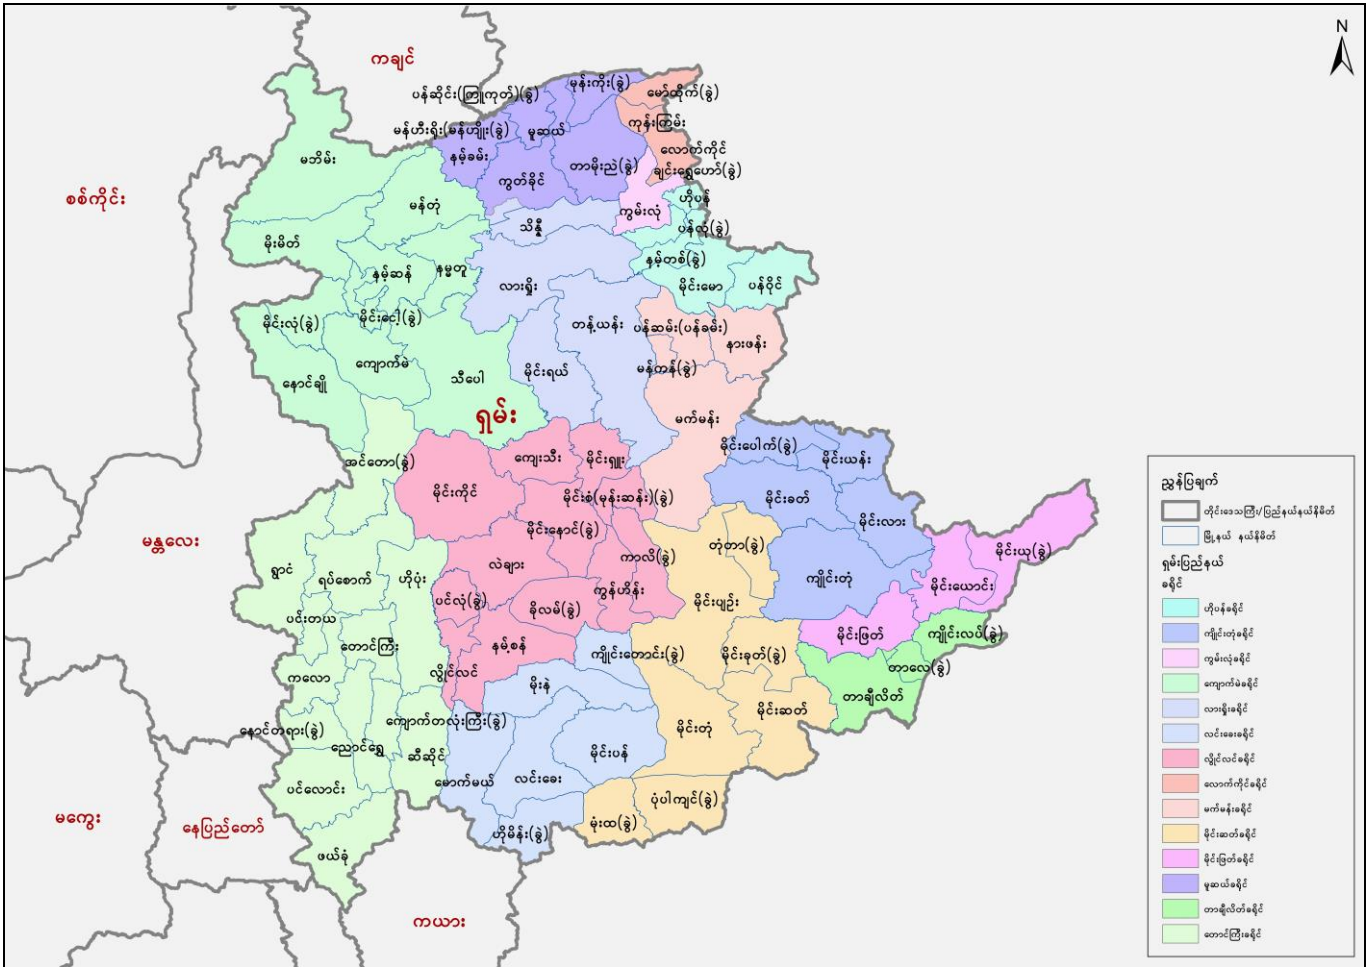 N
ကချင်
စစ်ကိုင်း
မန္တလေး
မကွေး
နေပြည်တော်
ကယား
ရှမ်း
ပန်ဆိုင်း(ကြူကုတ်)(ခွဲ)
မုန်းကိုး(ခွဲ)
မော်ထိုက်(ခွဲ)
မန်ဟီးရိုး(မန်ဟျိုး)(ခွဲ)
မူဆယ်
ကုန်းကြမ်း
မဘိမ်း
နမ့်ခမ်း
လောက်ကိုင်
ကွတ်ခိုင်
တာမိုးညဲ(ခွဲ)
ချင်းရွှေဟော်(ခွဲ)
မန်တုံ
ကွမ်းလုံ
ဟိုပန်
သိန္နီ
ပန်လုံ(ခွဲ)
မိုးမိတ်
နမ့်ဆန်
နမ္မတူ
နမ့်တစ်(ခွဲ)
လားရှိုး
မိုင်းမော
ပန်ဝိုင်
မိုင်းလုံ(ခွဲ)
မိုင်းငေါ့(ခွဲ)
တန့်ယန်း
ပန်ဆမ်း(ပန်ခမ်း)
နားဖန်း
ကျောက်မဲ
နောင်ချို
သီပေါ
မိုင်းရယ်
မန်ကန်(ခွဲ)
မက်မန်း
အင်တော(ခွဲ)
ကျေးသီး
မိုင်းရှူး
မိုင်းပေါက်(ခွဲ)
မိုင်းယန်း
မိုင်းကိုင်
မိုင်းစံ(မုန်းဆန်း)(ခွဲ)
မိုင်းခတ်
မိုင်းလား
မိုင်းနောင်(ခွဲ)
တုံတာ(ခွဲ)
မိုင်းယု(ခွဲ)
ရွာငံ
ရပ်စောက်
ဟိုပုံး
လဲချား
ကာလိ(ခွဲ)
ကျိုင်းတုံ
မိုင်းယောင်း
ပင်လုံ(ခွဲ)
ခိုလမ်(ခွဲ)
ကွန်ဟိန်း
မိုင်းပျဉ်း
ပင်းတယ
တောင်ကြီး
နမ့်စန်
မိုင်းဖြတ်
ကျိုင်းလပ်(ခွဲ)
ကျိုင်းတောင်း(ခွဲ)
မိုင်းခုတ်(ခွဲ)
တာလေ(ခွဲ)
ကလော
လွိုင်လင်
မိုးနဲ
တာချီလိတ်
မိုင်းဆတ်
နောင်တရား(ခွဲ)
ကျောက်တလုံးကြီး(ခွဲ)
မိုင်းတုံ
ညောင်ရွှေ
ဆီဆိုင်
မိုင်းပန်
ပင်လောင်း
မောက်မယ်
လင်းခေး
ပုံပါကျင်(ခွဲ)
မုံးထ(ခွဲ)
ဟိုမိန်း(ခွဲ)
ဖယ်ခုံ
ညွှန်ပြချက်
တိုင်းဒေသကြီး/ပြည်နယ်နယ်နိမိတ်
မြို့နယ် နယ်နိမိတ်
ရှမ်းပြည်နယ်
ခရိုင်
ဟိုပန်ခရိုင်
ကျိုင်းတုံခရိုင်
ကွမ်းလုံခရိုင်
ကျောက်မဲခရိုင်
လားရှိုးခရိုင်
လင်းခေးခရိုင်
လွိုင်လင်ခရိုင်
လောက်ကိုင်ခရိုင်
မက်မန်းခရိုင်
မိုင်းဆတ်ခရိုင်
မိုင်းဖြတ်ခရိုင်
မူဆယ်ခရိုင်
တာချီလိတ်ခရိုင်
တောင်ကြီးခရိုင်